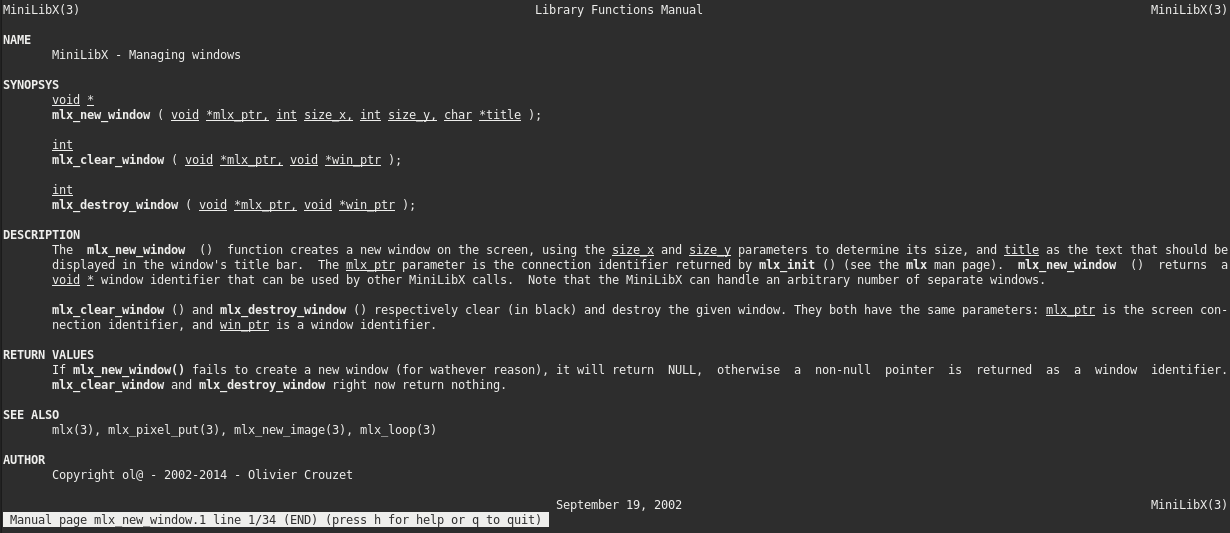 MiniLibX(3) Library Functions Manual MiniLibX(3)
NAME
MiniLibX - Managing windows
SYNOPSYS
void *
mlx_new_window ( void *mlx_ptr, int size_x, int size_y, char *title );
int
mlx_clear_window ( void *mlx_ptr, void *win_ptr );
int
mlx_destroy_window ( void *mlx_ptr, void *win_ptr );
DESCRIPTION
The mlx_new_window () function creates a new window on the screen, using the size_x and size_y parameters to determine its size, and title as the text that should be
displayed in the window's title bar. The mlx_ptr parameter is the connection identifier returned by mlx_init () (see the mlx man page). mlx_new_window () returns a
void * window identifier that can be used by other MiniLibX calls. Note that the MiniLibX can handle an arbitrary number of separate windows.
mlx_clear_window () and mlx_destroy_window () respectively clear (in black) and destroy the given window. They both have the same parameters: mlx_ptr is the screen con-
nection identifier, and win_ptr is a window identifier.
RETURN VALUES
If mlx_new_window() fails to create a new window (for wathever reason), it will return NULL, otherwise a non-null pointer is returned as a window identifier.
mlx_clear_window and mlx_destroy_window right now return nothing.
SEE ALSO
mlx(3), mlx_pixel_put(3), mlx_new_image(3), mlx_loop(3)
AUTHOR
Copyright ol@ - 2002-2014 - Olivier Crouzet
September 19, 2002 MiniLibX(3)
Manual page mlx_new_window.1 line 1/34 (END) (press h for help or q to quit)